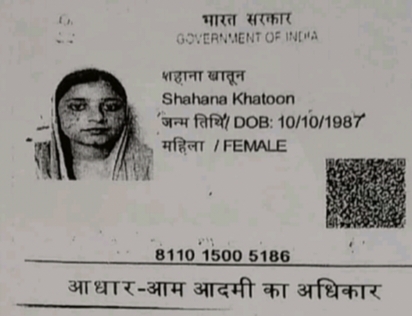 भारत सरकार
GOVERNMENT OF INDIA
शहाना खातून
Shahana Khatoon
जन्म तिथि/ DOB: 10/10/1987
महिला / FEMALE
8110 1500 5186
आधार-आम आदमी का अधिकार